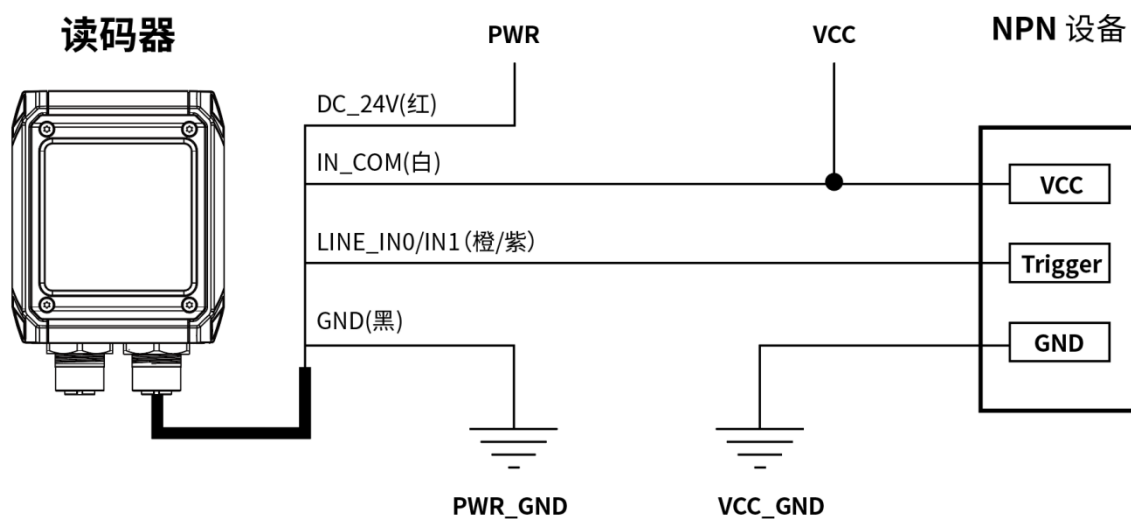 读码器
PWR
VCC
NPN 设备
DC_24V(红)
IN_COM(白)
VCC
LINE_IN0/IN1（橙/紫）
Trigger
GND(黑)
GND
PWR_GND
VCC_GND